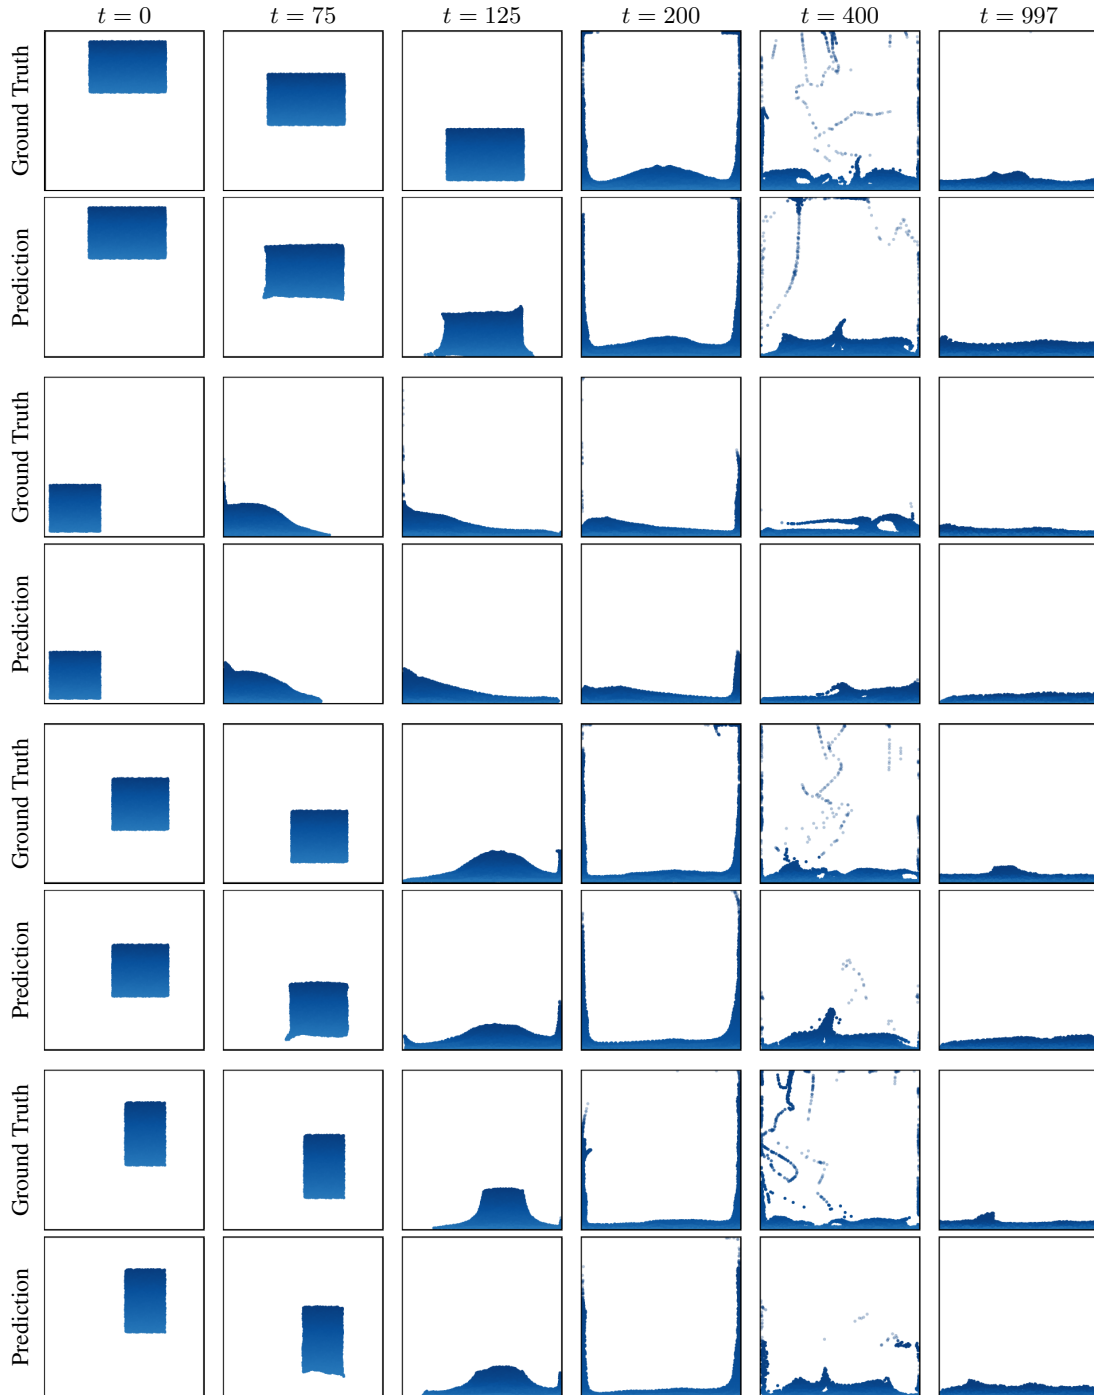 t = 0 t = 75 t = 125 t = 200 t = 400 t = 997
Ground Truth
Prediction
Ground Truth
Prediction
Ground Truth
Prediction
Ground Truth
Prediction